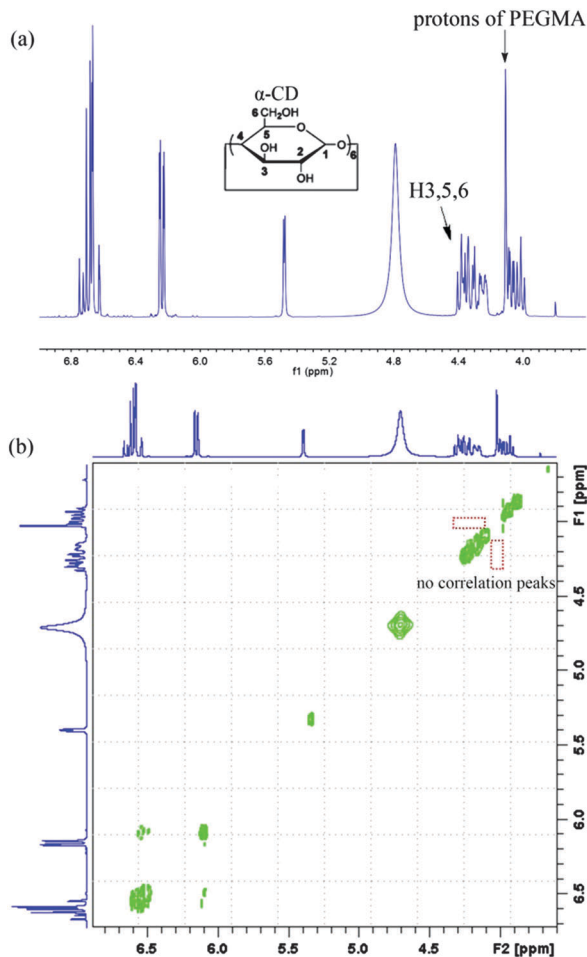 (a)
protons of PEGMA
α-CD
6 CH2OH
5
O
4
OH
3
2
OH
1
O
6
H3,5,6
6.8 6.4 6.0 5.6 5.2 4.8 4.4 4.0
f1 (ppm)
(b)
F1 [ppm]
no correlation peaks
4.5
5.0
5.5
6.0
6.5
6.5 6.0 5.5 5.0 4.5 F2 [ppm]